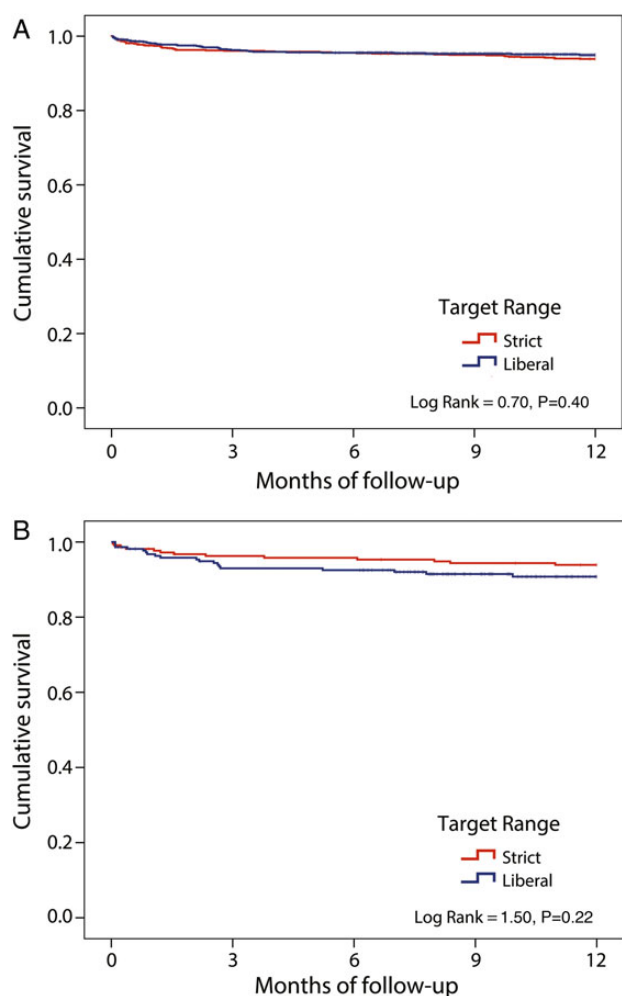 A
1.0
0.8
0.6
0.4
0.2
0.0
Cumulative survival
Target Range
Strict
Liberal
Log Rank = 0.70, P=0.40
0 3 6 9 12
Months of follow-up
B
1.0
0.8
0.6
0.4
0.2
0.0
Cumulative survival
Target Range
Strict
Liberal
Log Rank = 1.50, P=0.22
0 3 6 9 12
Months of follow-up